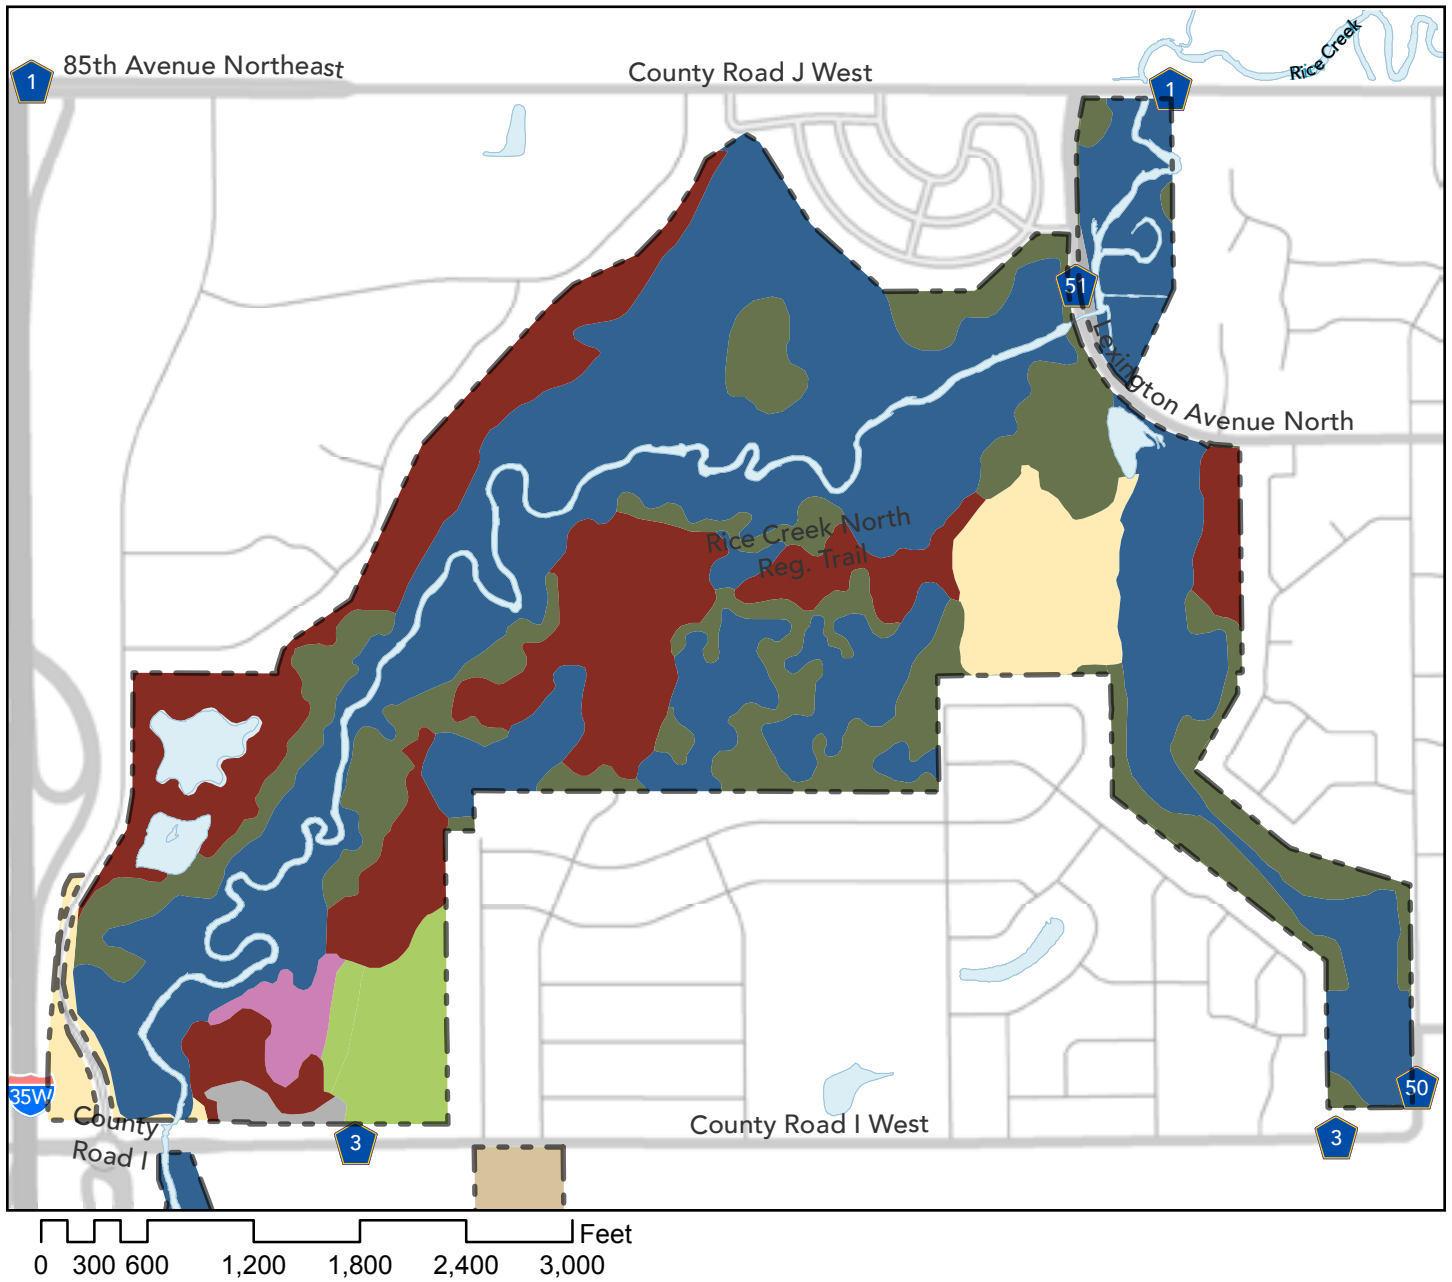 Rice Creek
1
85th Avenue Northeast
County Road J West
1
51
Lexington Avenue North
Rice Creek North
Reg. Trail
35W
County
Road I
3
County Road I West
50
3
Feet
0 300 600 1,200 1,800 2,400 3,000